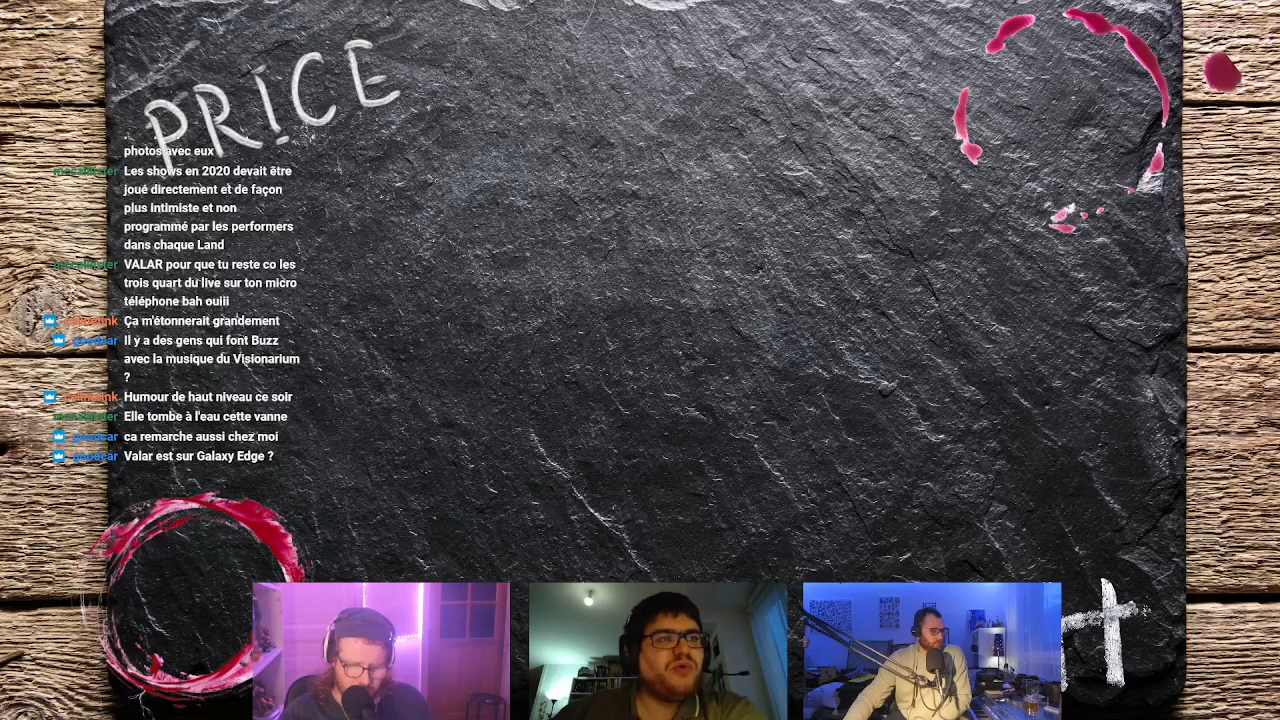 PRICE
photos avec eux
Les shows en 2020 devait être
joué directement et de façon
plus intimiste et non
programmé par les performers
dans chaque Land
VALAR pour que tu reste co les
trois quart du live sur ton micro
téléphone bah ouiii
Ça m'étonnerait grandement
goodcar Il y a des gens qui font Buzz
avec la musique du Visionarium
?
Humour de haut niveau ce soir
Elle tombe à l'eau cette vanne
goodcar ca remarche aussi chez moi
goodcar Valar est sur Galaxy Edge ?